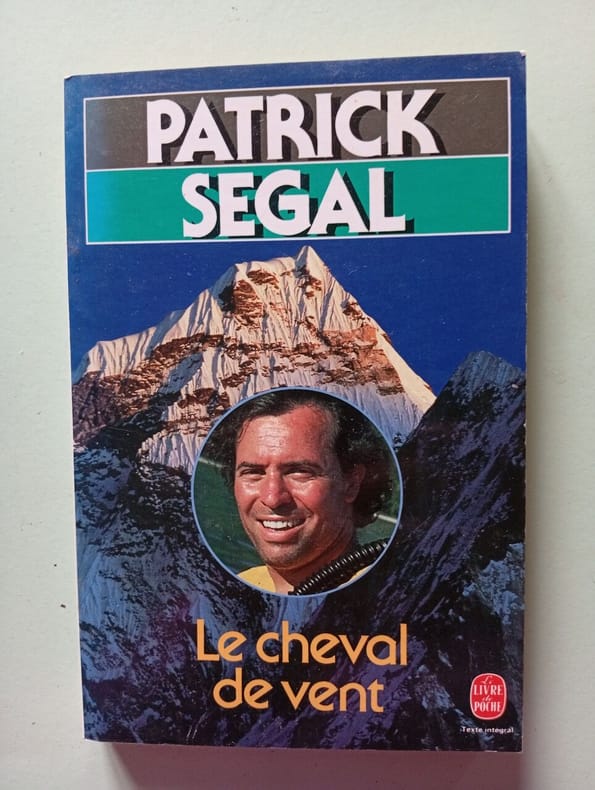 PATRICK
SEGAL
Le cheval
de vent
Le
LIVRE
de
POCHE
Texte intégral